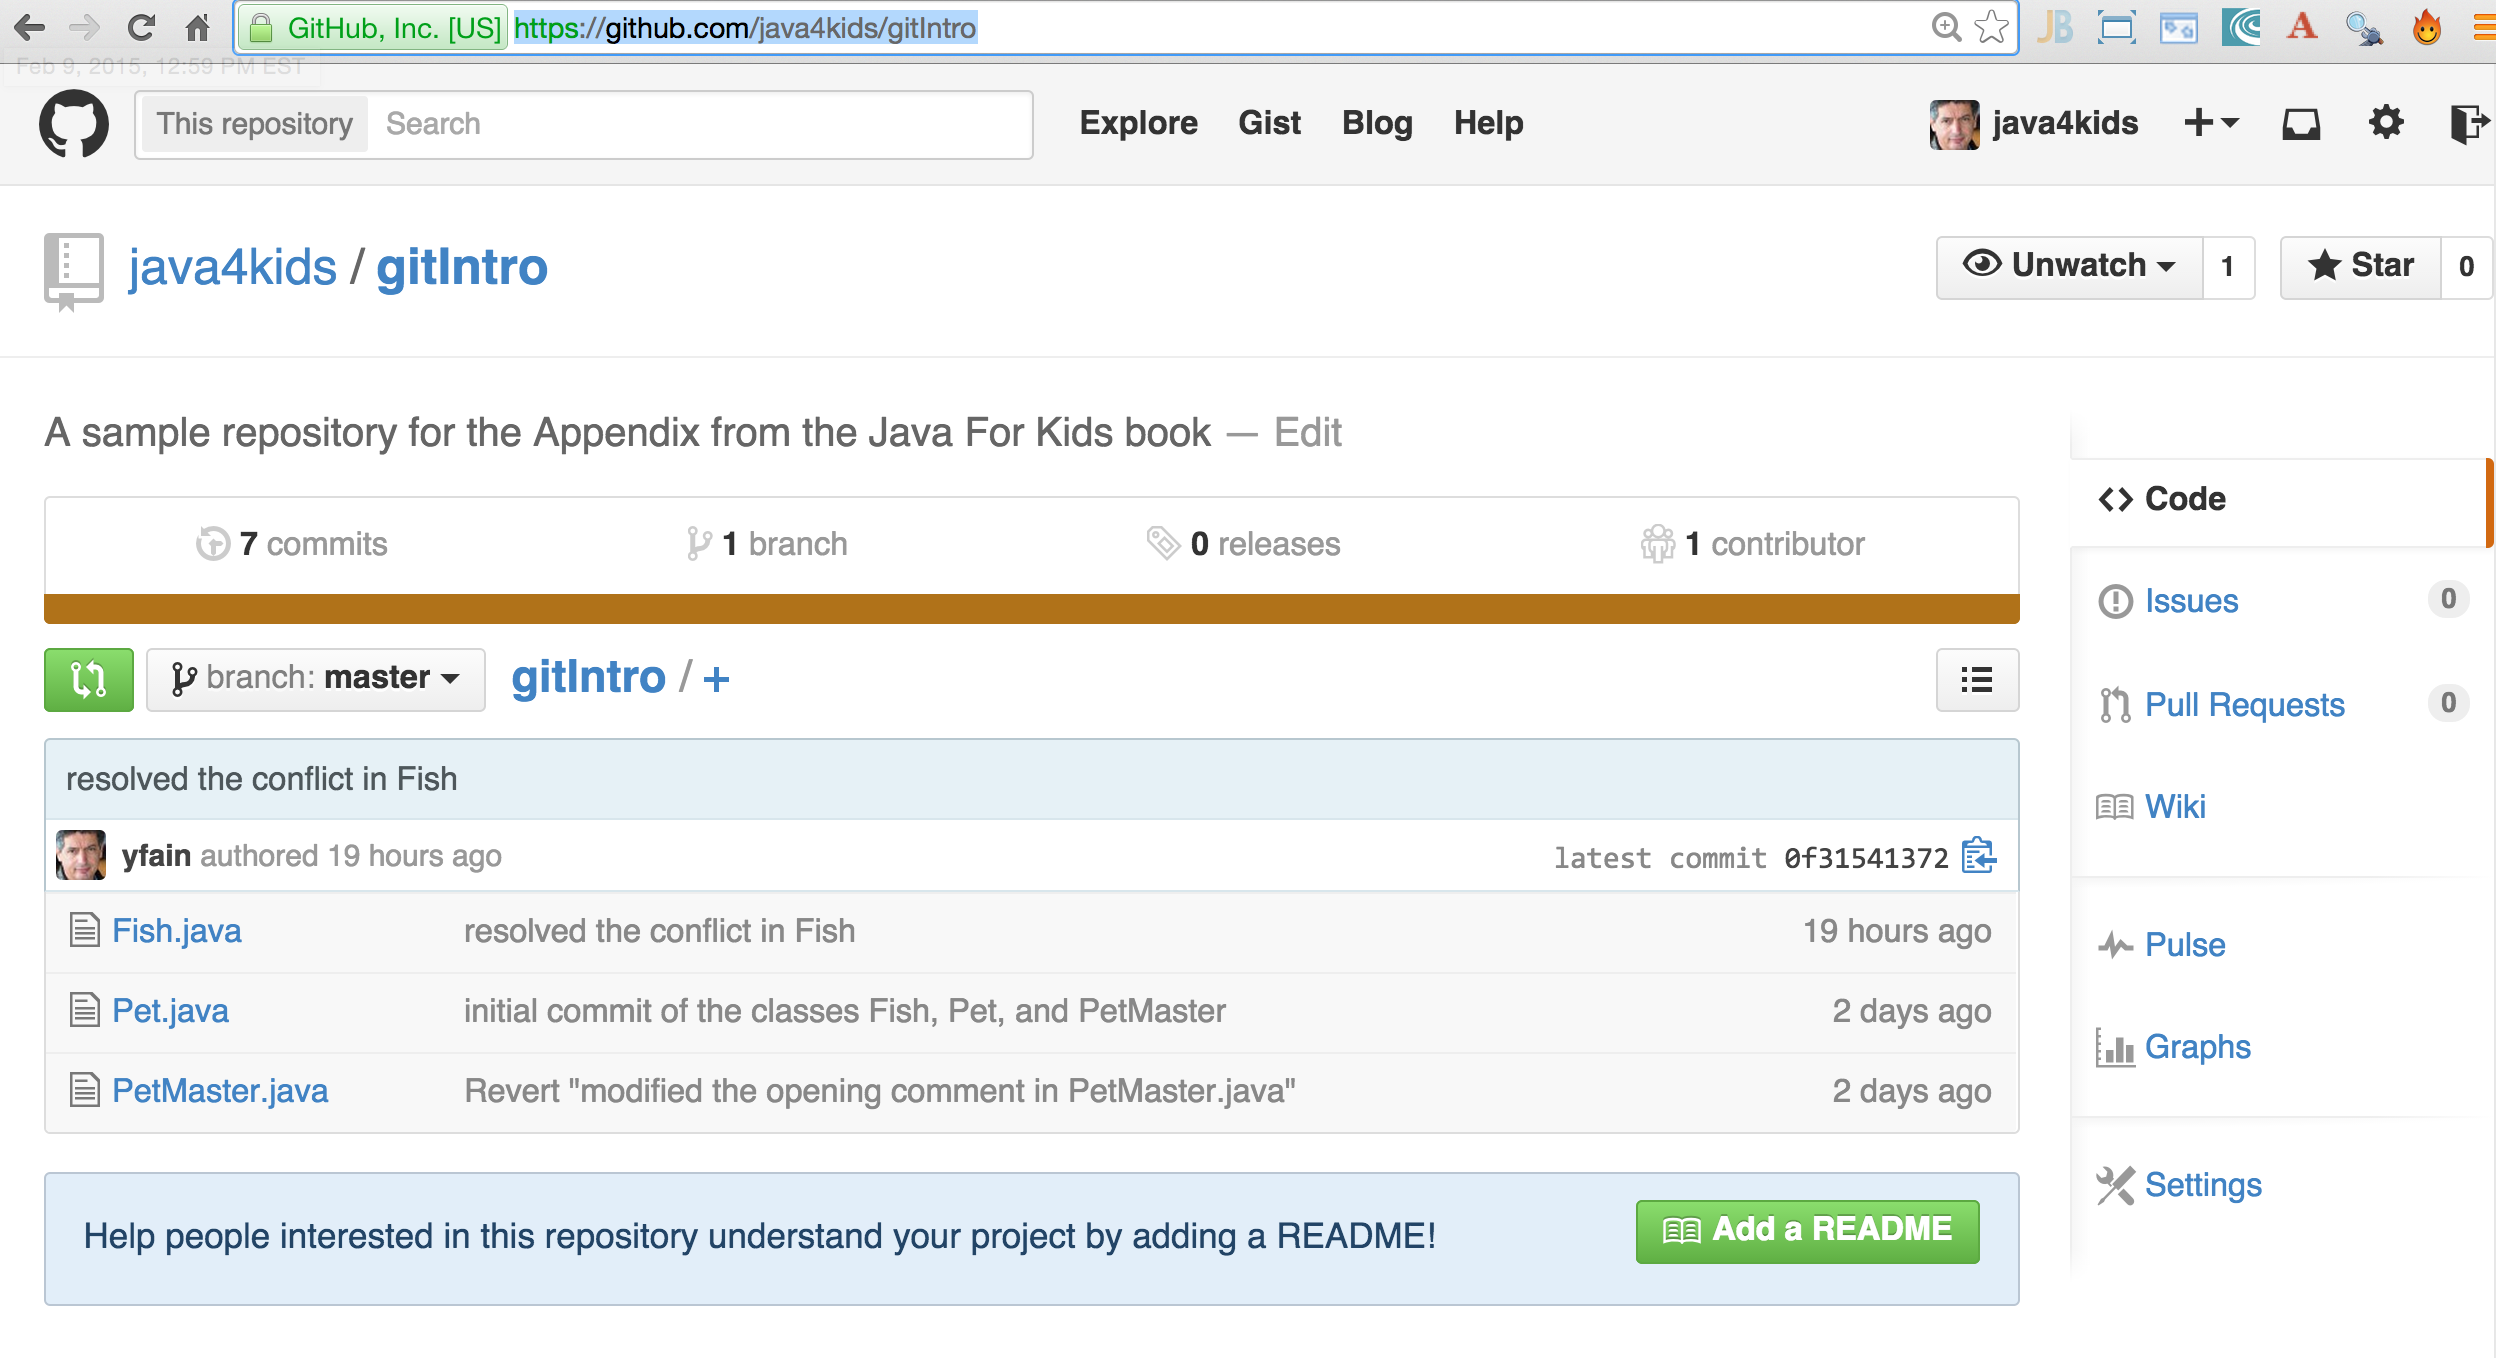 GitHub, Inc. [US] https://github.com/java4kids/gitIntro
JB A
Feb 9, 2015, 12:59 PM EST
This repository Search Explore Gist Blog Help java4kids
java4kids / gitIntro Unwatch 1 Star 0
A sample repository for the Appendix from the Java For Kids book — Edit
7 commits 1 branch 0 releases 1 contributor
branch: master gitIntro / +
resolved the conflict in Fish
yfain authored 19 hours ago latest commit 0f31541372
Fish.java resolved the conflict in Fish 19 hours ago
Pet.java initial commit of the classes Fish, Pet, and PetMaster 2 days ago
PetMaster.java Revert "modified the opening comment in PetMaster.java" 2 days ago
Help people interested in this repository understand your project by adding a README! Add a README
Code
Issues 0
Pull Requests 0
Wiki
Pulse
Graphs
Settings